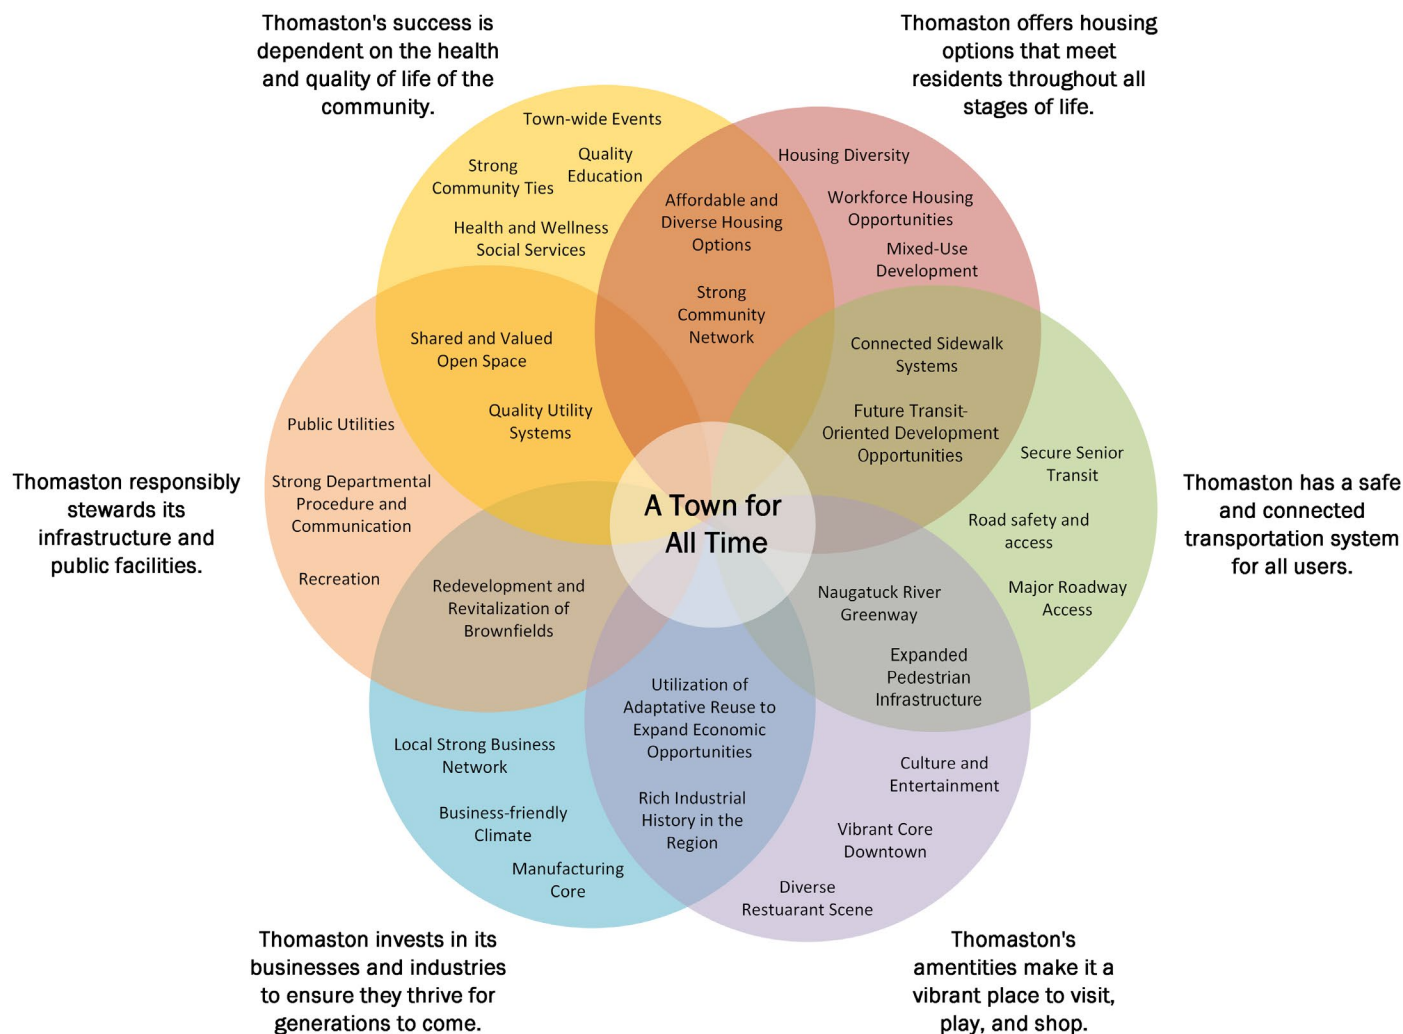 Thomaston's success is
dependent on the health
and quality of life of the
community.
Thomaston offers housing
options that meet
residents throughout all
stages of life.
Town-wide Events
Strong
Community Ties
Quality
Education
Health and Wellness
Social Services
Affordable and
Diverse Housing
Options
Strong
Community
Network
Housing Diversity
Workforce Housing
Opportunities
Mixed-Use
Development
Shared and Valued
Open Space
Quality Utility
Systems
Connected Sidewalk
Systems
Future Transit-
Oriented Development
Opportunities
Public Utilities
Strong Departmental
Procedure and
Communication
Recreation
Thomaston responsibly
stewards its
infrastructure and
public facilities.
A Town for
All Time
Secure Senior
Transit
Road safety and
access
Major Roadway
Access
Thomaston has a safe
and connected
transportation system
for all users.
Redevelopment and
Revitalization of
Brownfields
Naugatuck River
Greenway
Expanded
Pedestrian
Infrastructure
Utilization of
Adaptative Reuse to
Expand Economic
Opportunities
Rich Industrial
History in the
Region
Local Strong Business
Network
Business-friendly
Climate
Manufacturing
Core
Culture and
Entertainment
Vibrant Core
Downtown
Diverse
Restuarant Scene
Thomaston invests in its
businesses and industries
to ensure they thrive for
generations to come.
Thomaston's
amentities make it a
vibrant place to visit,
play, and shop.